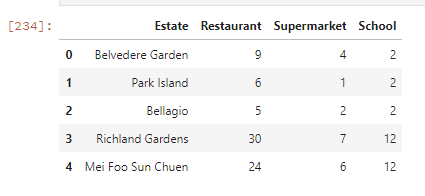 [234]:
Estate Restaurant Supermarket School
0 Belvedere Garden 9 4 2
1 Park Island 6 1 2
2 Bellagio 5 2 2
3 Richland Gardens 30 7 12
4 Mei Foo Sun Chuen 24 6 12